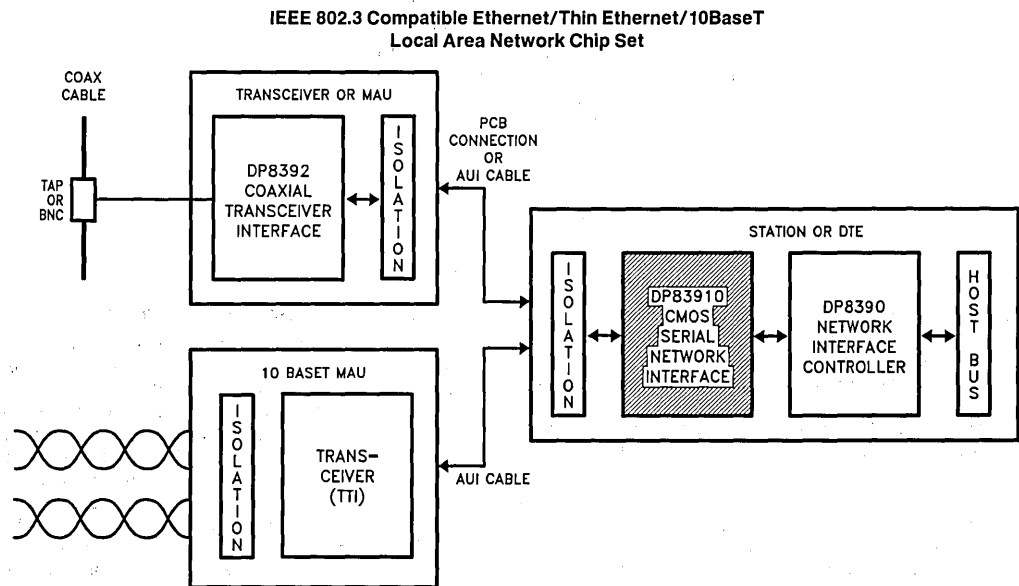 IEEE 802.3 Compatible Ethernet/Thin Ethernet/10BaseT
Local Area Network Chip Set
COAX
CABLE
TAP
OR
BNC
TRANSCEIVER OR MAU
DP8392
COAXIAL
TRANSCEIVER
INTERFACE
ISOLATION
PCB
CONNECTION
OR
AUI CABLE
STATION OR DTE
ISOLATION
DP83910
CMOS
SERIAL
NETWORK
INTERFACE
DP8390
NETWORK
INTERFACE
CONTROLLER
HOST BUS
10 BASET MAU
ISOLATION
TRANS-
CEIVER
(TTI)
AUI CABLE